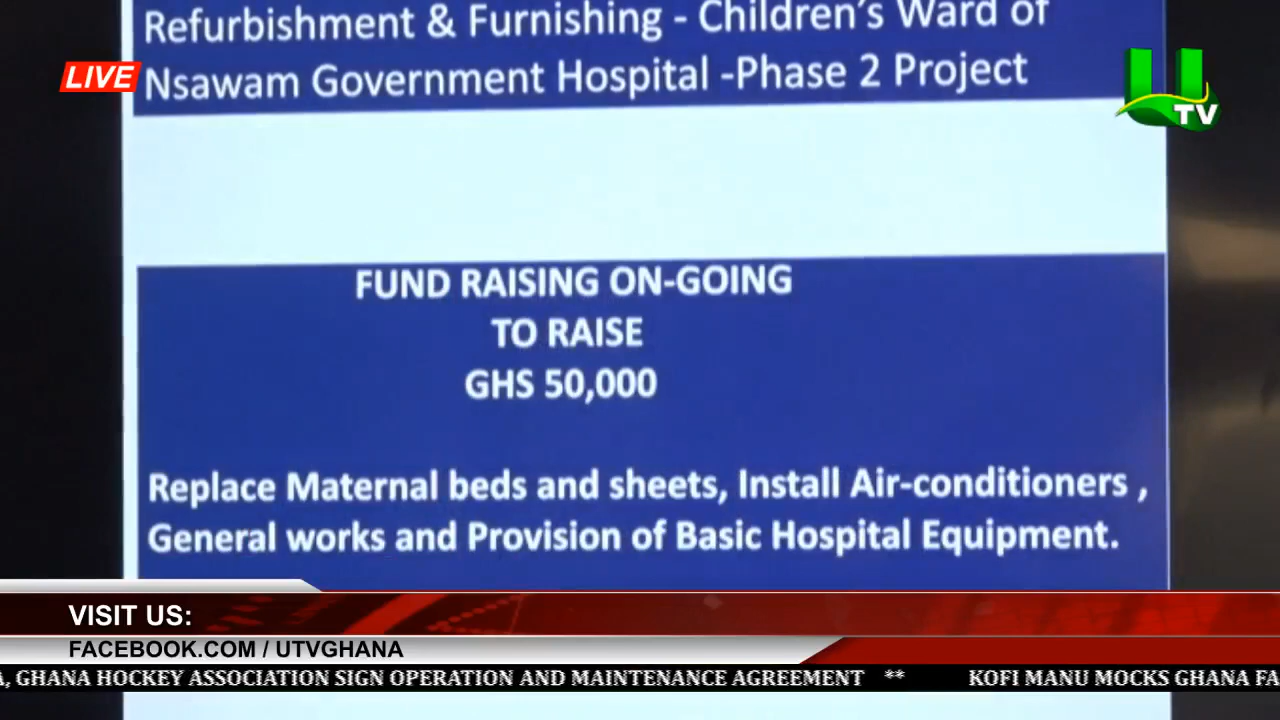 Refurbishment & Furnishing - Children's Ward of
Nsawam Government Hospital -Phase 2 Project
LIVE
U
TV
FUND RAISING ON-GOING
TO RAISE
GHS 50,000
Replace Maternal beds and sheets, Install Air-conditioners ,
General works and Provision of Basic Hospital Equipment.
VISIT US:
FACEBOOK.COM / UTVGHANA
, GHANA HOCKEY ASSOCIATION SIGN OPERATION AND MAINTENANCE AGREEMENT ** KOFI MANU MOCKS GHANA